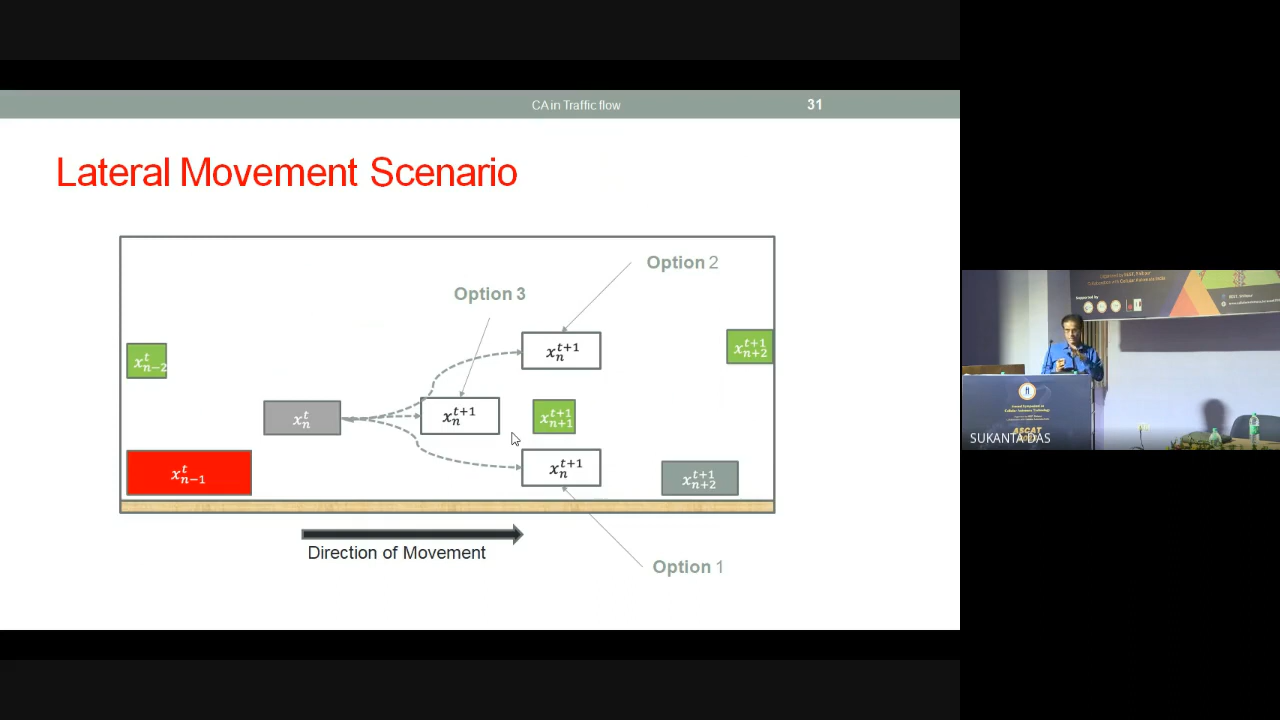 CA in Traffic flow
31
Lateral Movement Scenario
Option 2
Option 3
x_n^{t+1}
x_{n+2}^{t+1}
x_{n-2}^t
x_n^t
x_n^{t+1}
x_{n+1}^{t+1}
x_{n-1}^t
x_n^{t+1}
x_{n+2}^{t+1}
Direction of Movement
Option 1
Supported by
SUKANTA DAS